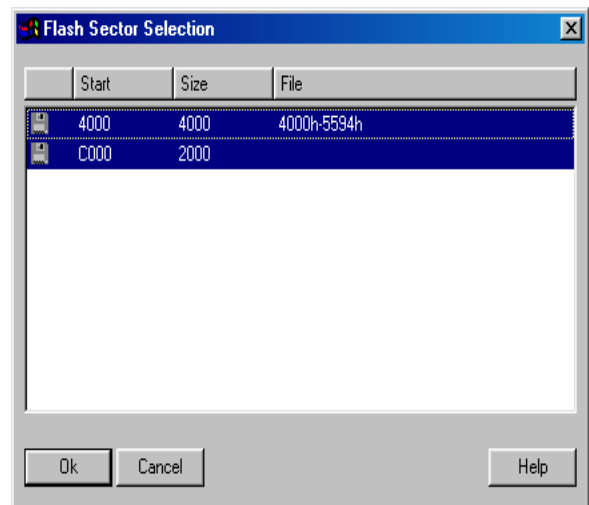 Flash Sector Selection
Start Size File
4000 4000 4000h-5594h
C000 2000
Ok Cancel Help